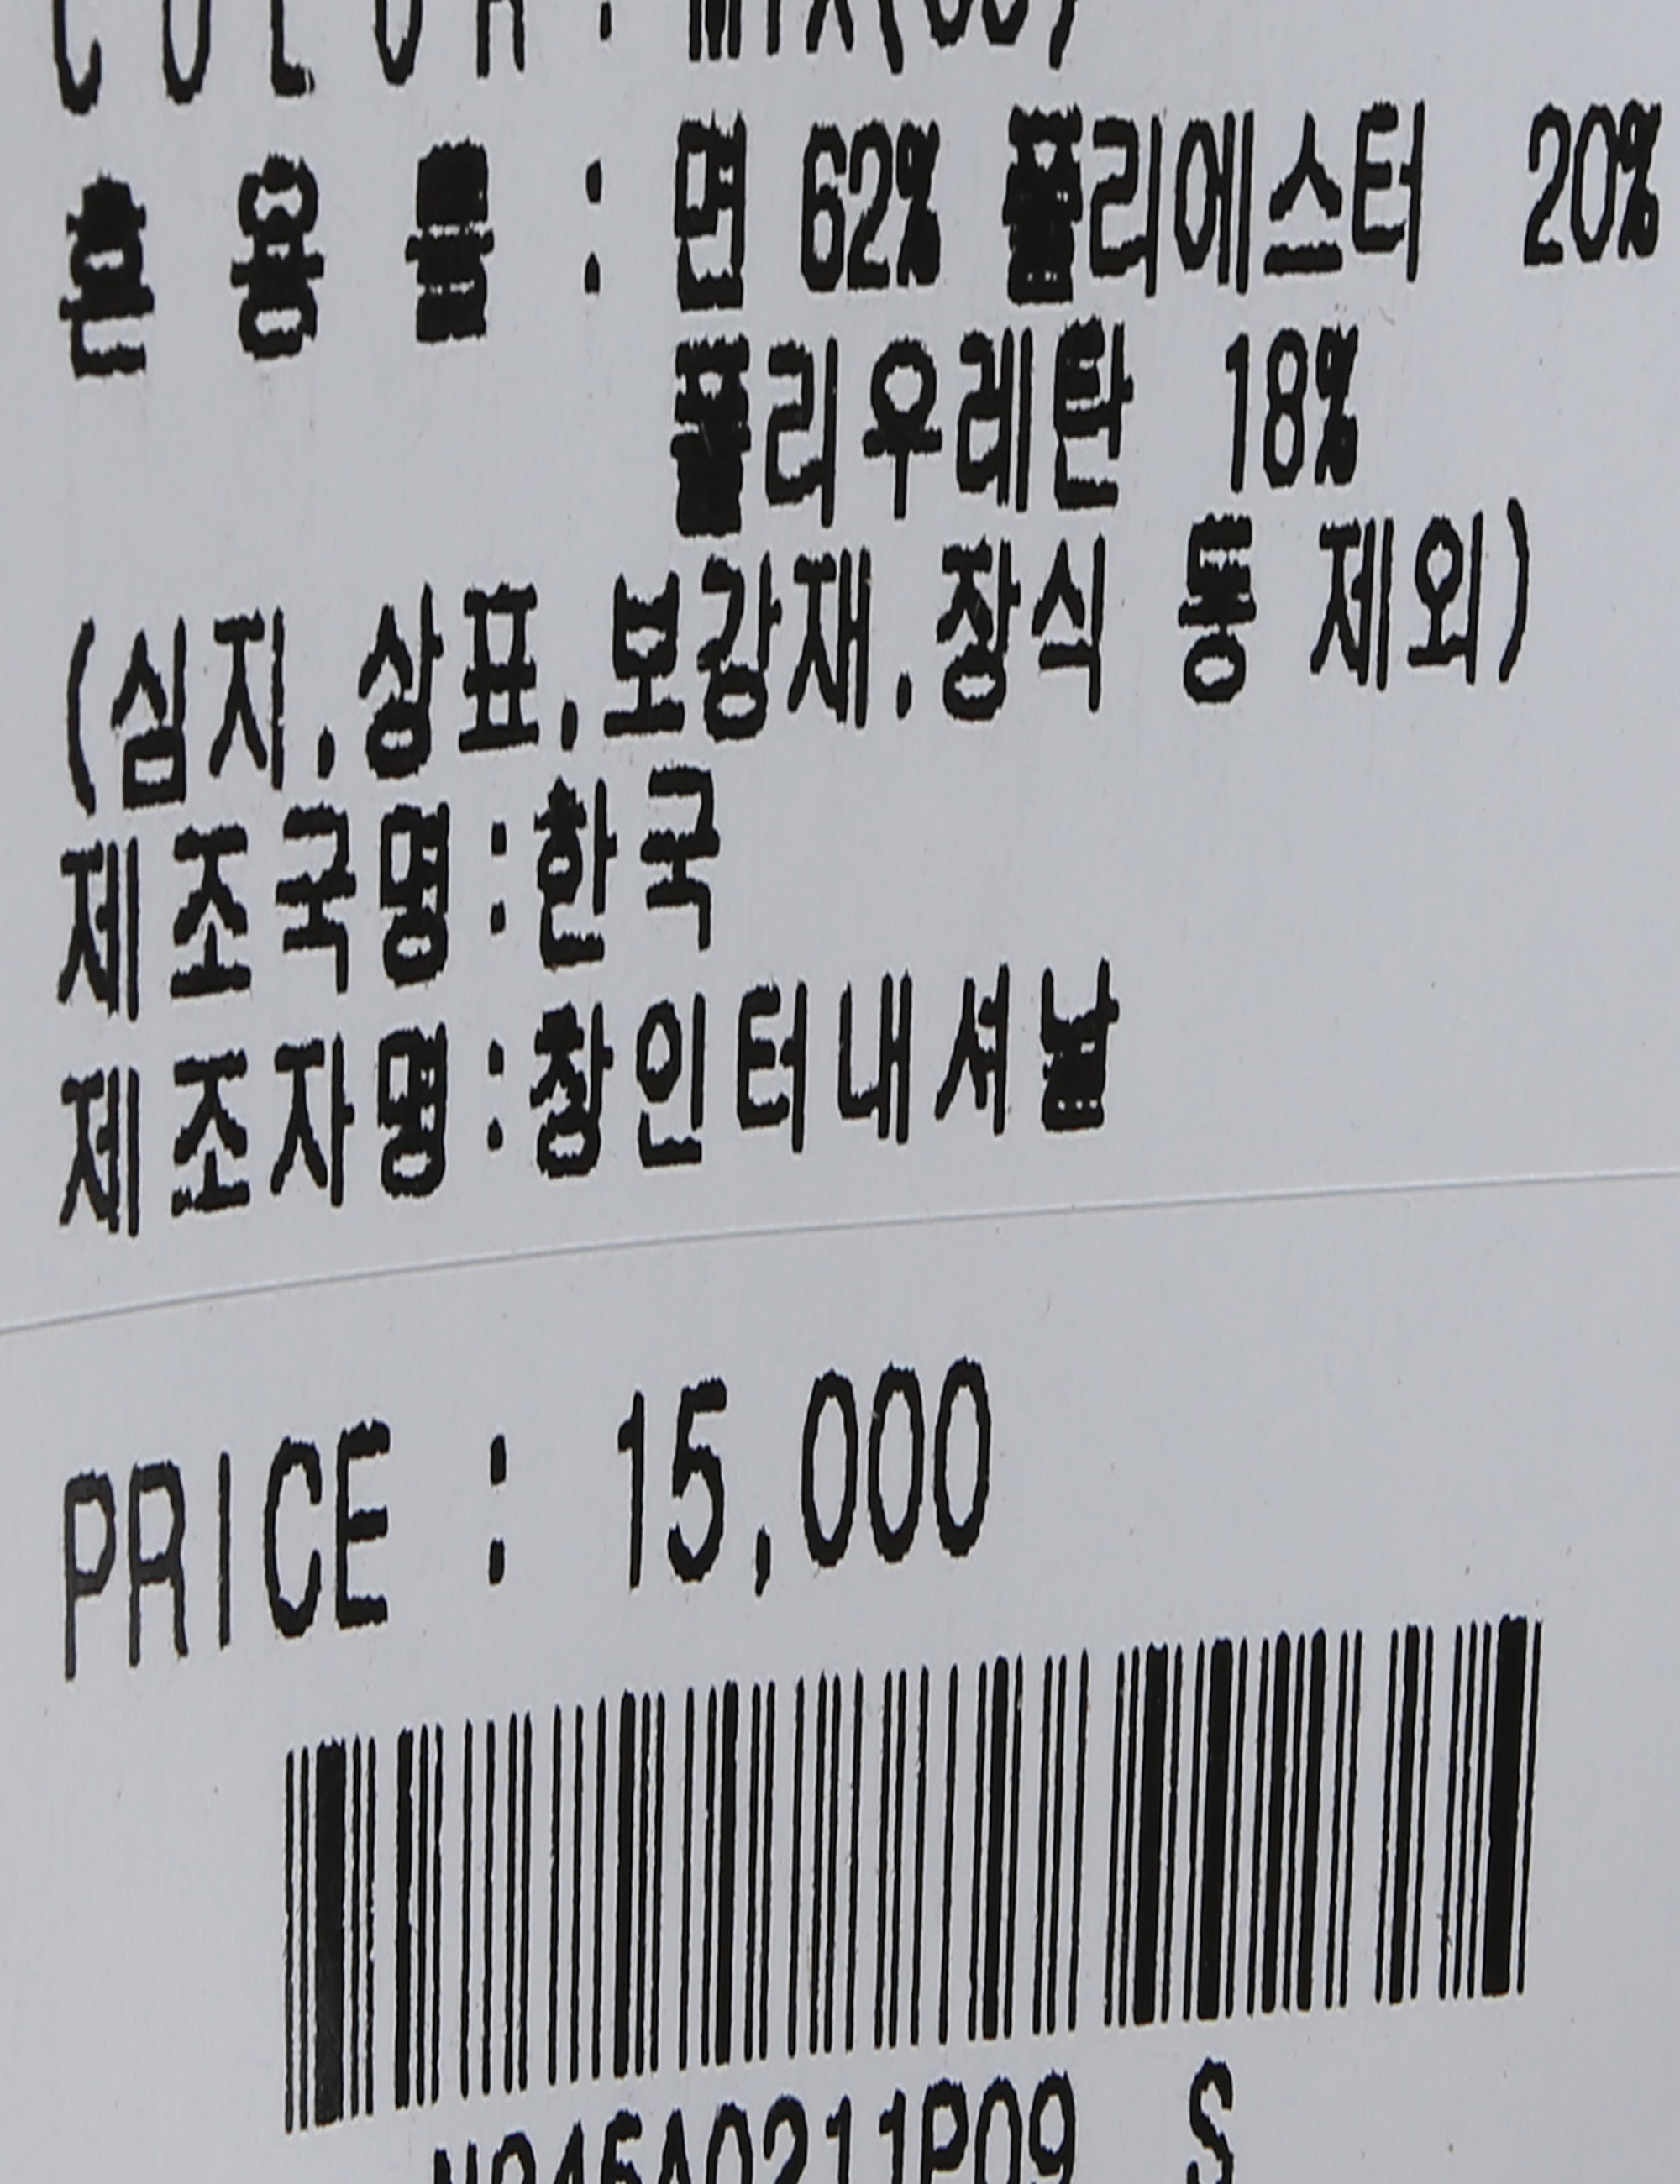 COLOR : MIX(
혼 용 률 : 면 62% 폴리에스터 20%
폴리우레탄 18%
(심지,상표,보강재,장식 등 제외)
제조국명:한국
제조자명:창인터내셔날
PRICE : 15,000
S